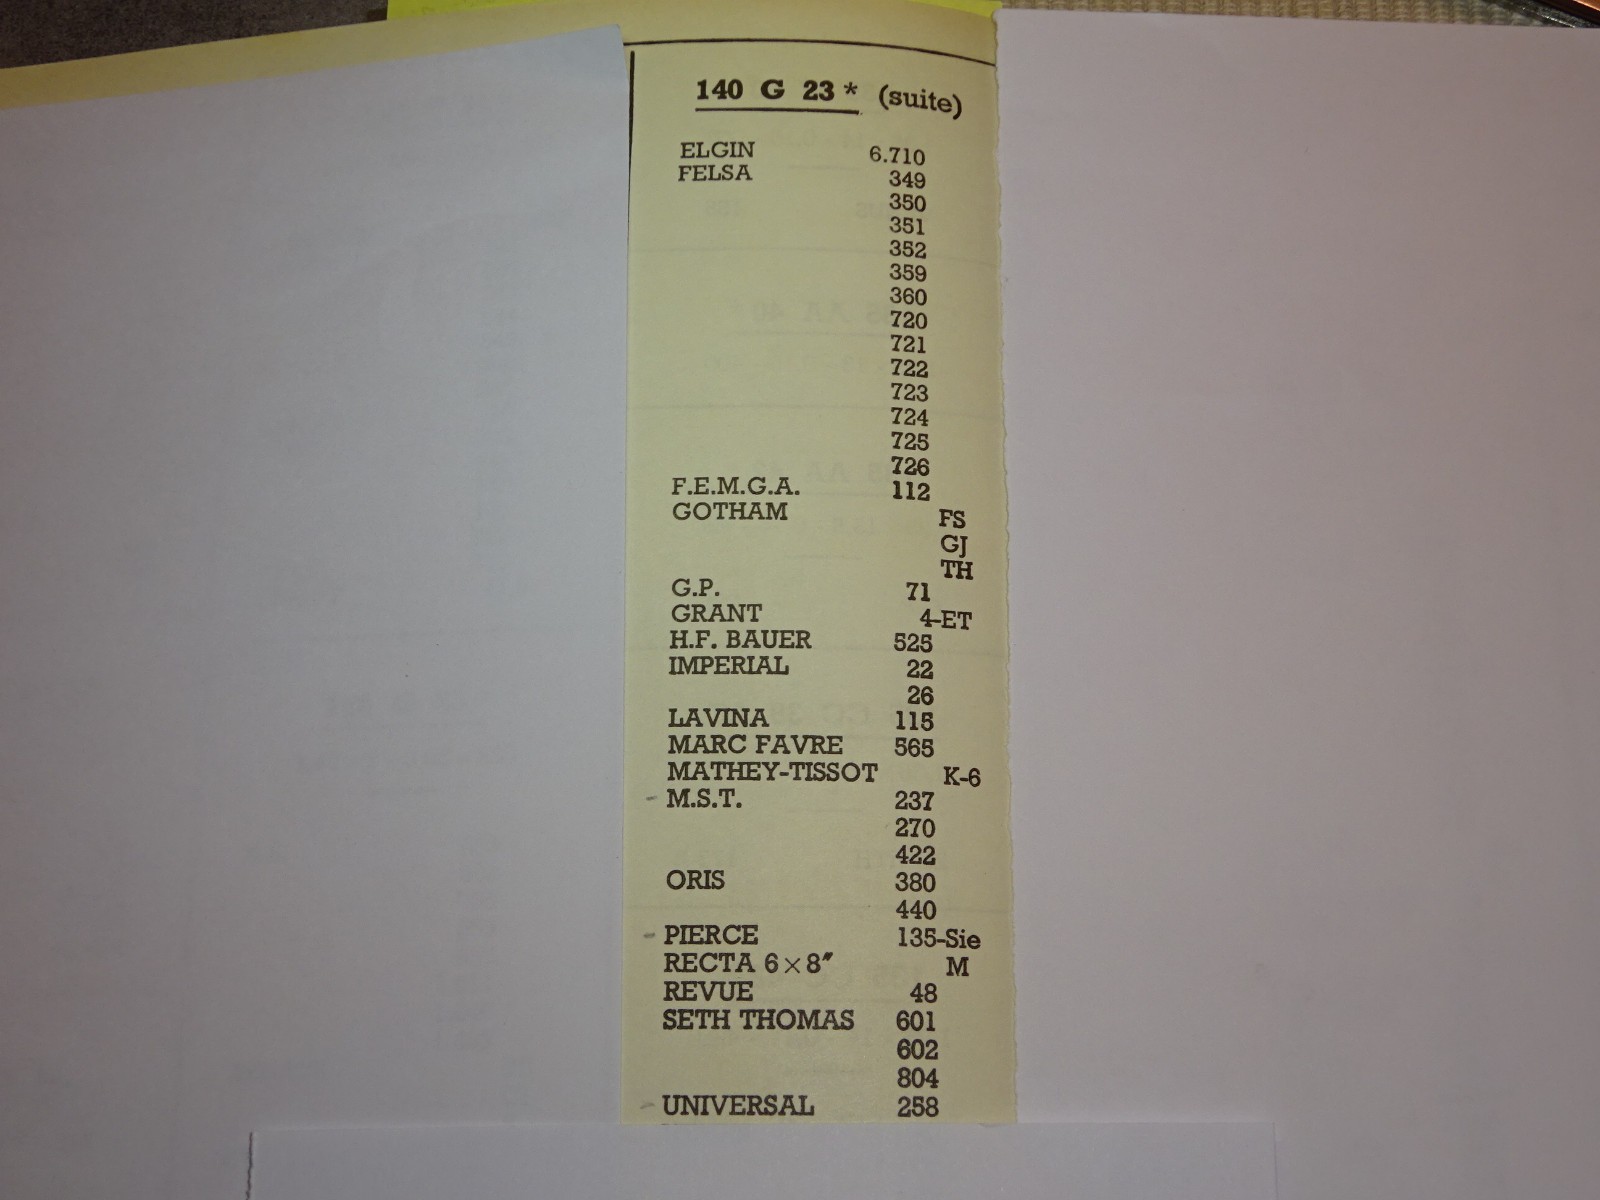 140 G 23* (suite)
ELGIN 6.710
FELSA 349
350
351
352
359
360
720
721
722
723
724
725
726
F.E.M.G.A. 112
GOTHAM FS
GJ
TH
G.P. 71
GRANT 4-ET
H.F. BAUER 525
IMPERIAL 22
26
LAVINA 115
MARC FAVRE 565
MATHEY-TISSOT K-6
- M.S.T. 237
270
422
ORIS 380
440
- PIERCE 135-Sie
RECTA 6×8″ M
REVUE 48
SETH THOMAS 601
602
804
- UNIVERSAL 258